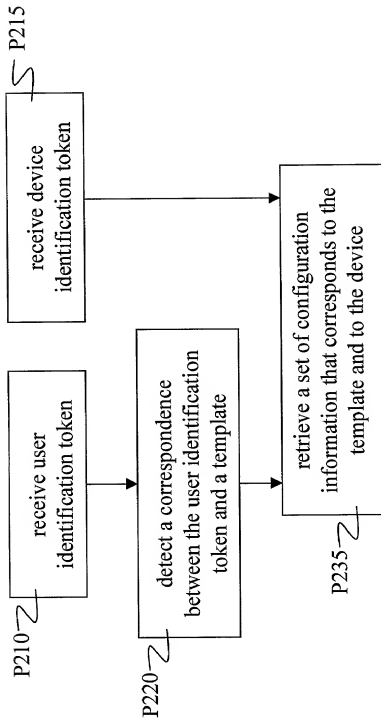 P210
receive user
identification token
P215
receive device
identification token
P220
detect a correspondence
between the user identification
token and a template
P235
retrieve a set of configuration
information that corresponds to the
template and to the device